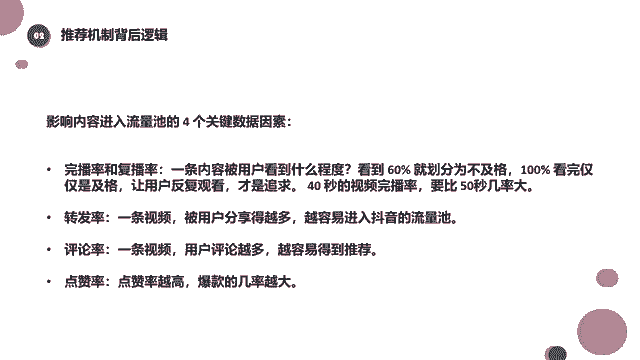 02 推荐机制背后逻辑
影响内容进入流量池的 4 个关键数据因素：
• 完播率和复播率：一条内容被用户看到什么程度？看到 60% 就划分为不及格，100% 看完仅
仅是及格，让用户反复观看，才是追求。 40 秒的视频完播率，要比 50秒几率大。
• 转发率：一条视频，被用户分享得越多，越容易进入抖音的流量池。
• 评论率：一条视频，用户评论越多，越容易得到推荐。
• 点赞率：点赞率越高，爆款的几率越大。